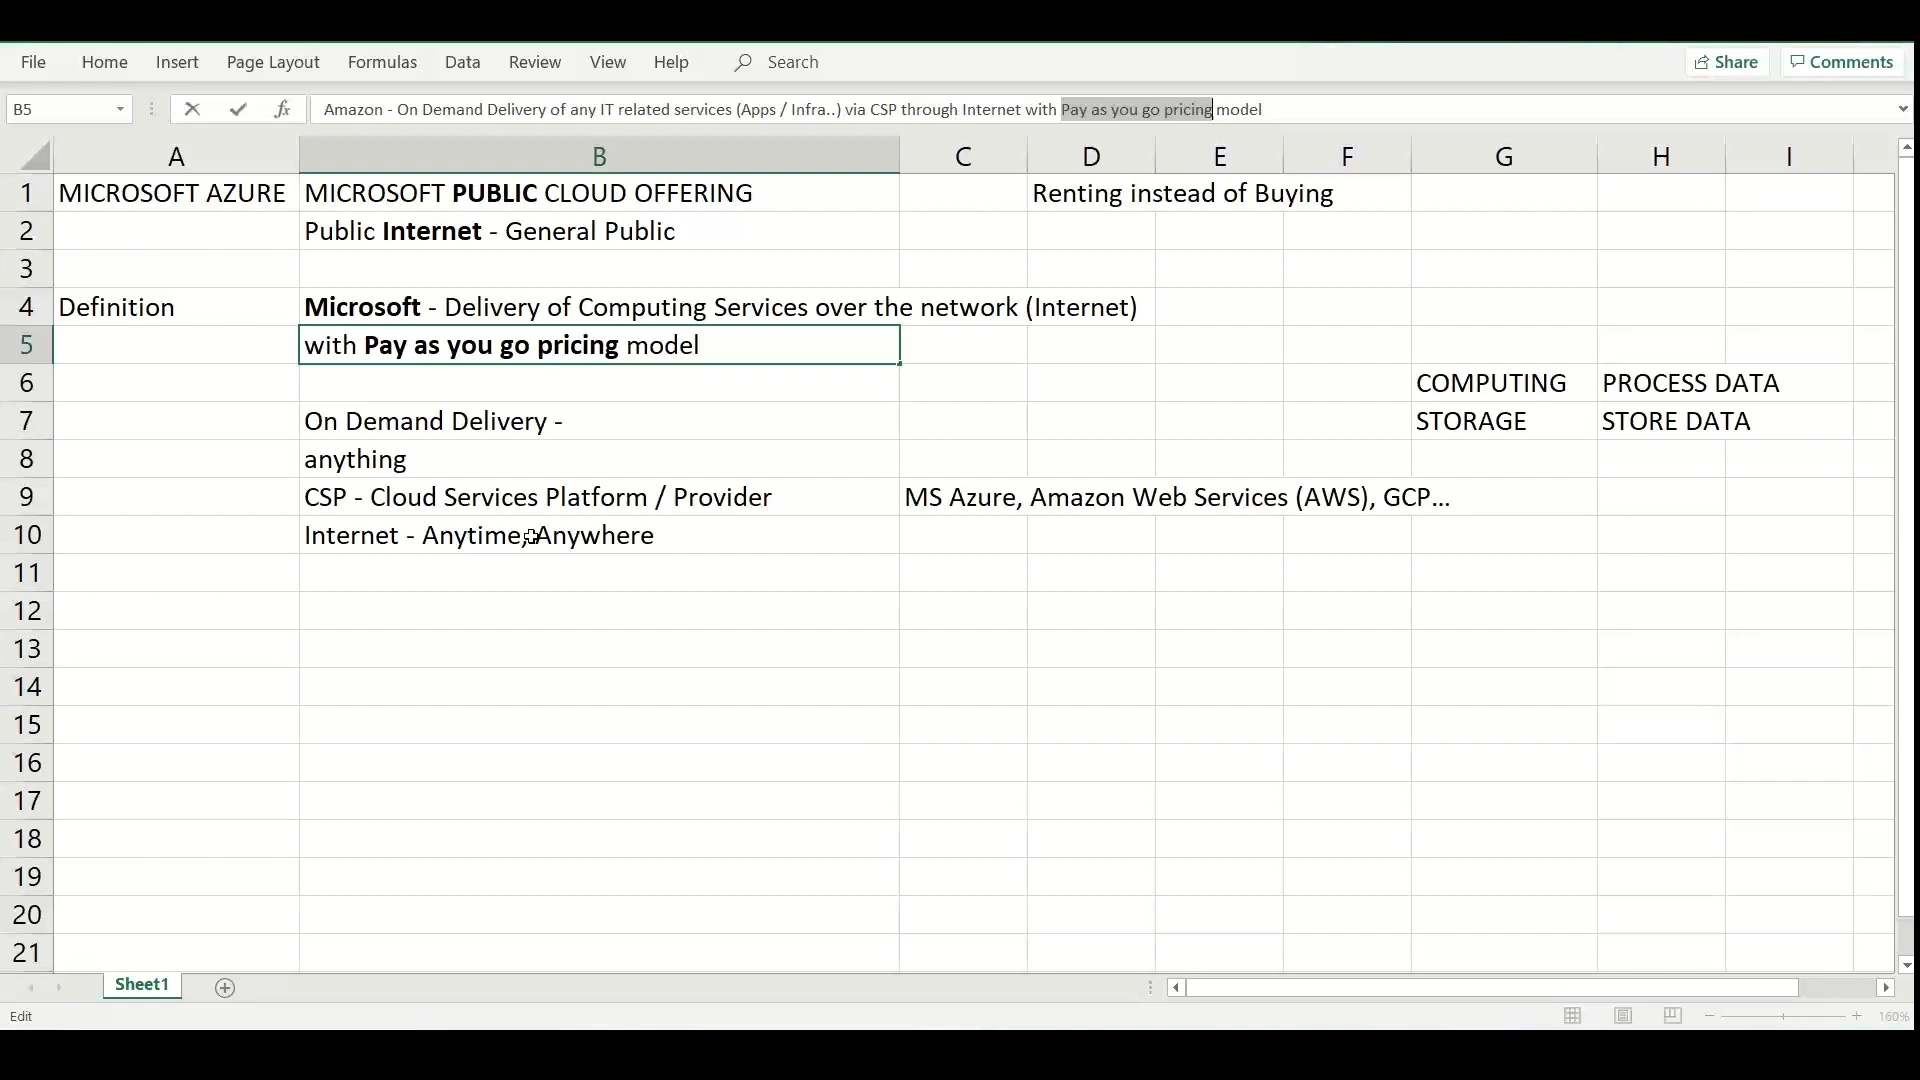 File Home Insert Page Layout Formulas Data Review View Help Search Share Comments
B5 fx Amazon - On Demand Delivery of any IT related services (Apps / Infra..) via CSP through Internet with Pay as you go pricing model
A B C D E F G H I
1 MICROSOFT AZURE MICROSOFT PUBLIC CLOUD OFFERING Renting instead of Buying
2 Public Internet - General Public
3
4 Definition Microsoft - Delivery of Computing Services over the network (Internet)
5 with Pay as you go pricing model
6 COMPUTING PROCESS DATA
7 On Demand Delivery - STORAGE STORE DATA
8 anything
9 CSP - Cloud Services Platform / Provider MS Azure, Amazon Web Services (AWS), GCP...
10 Internet - Anytime, Anywhere
11
12
13
14
15
16
17
18
19
20
21
Sheet1
Edit 160%